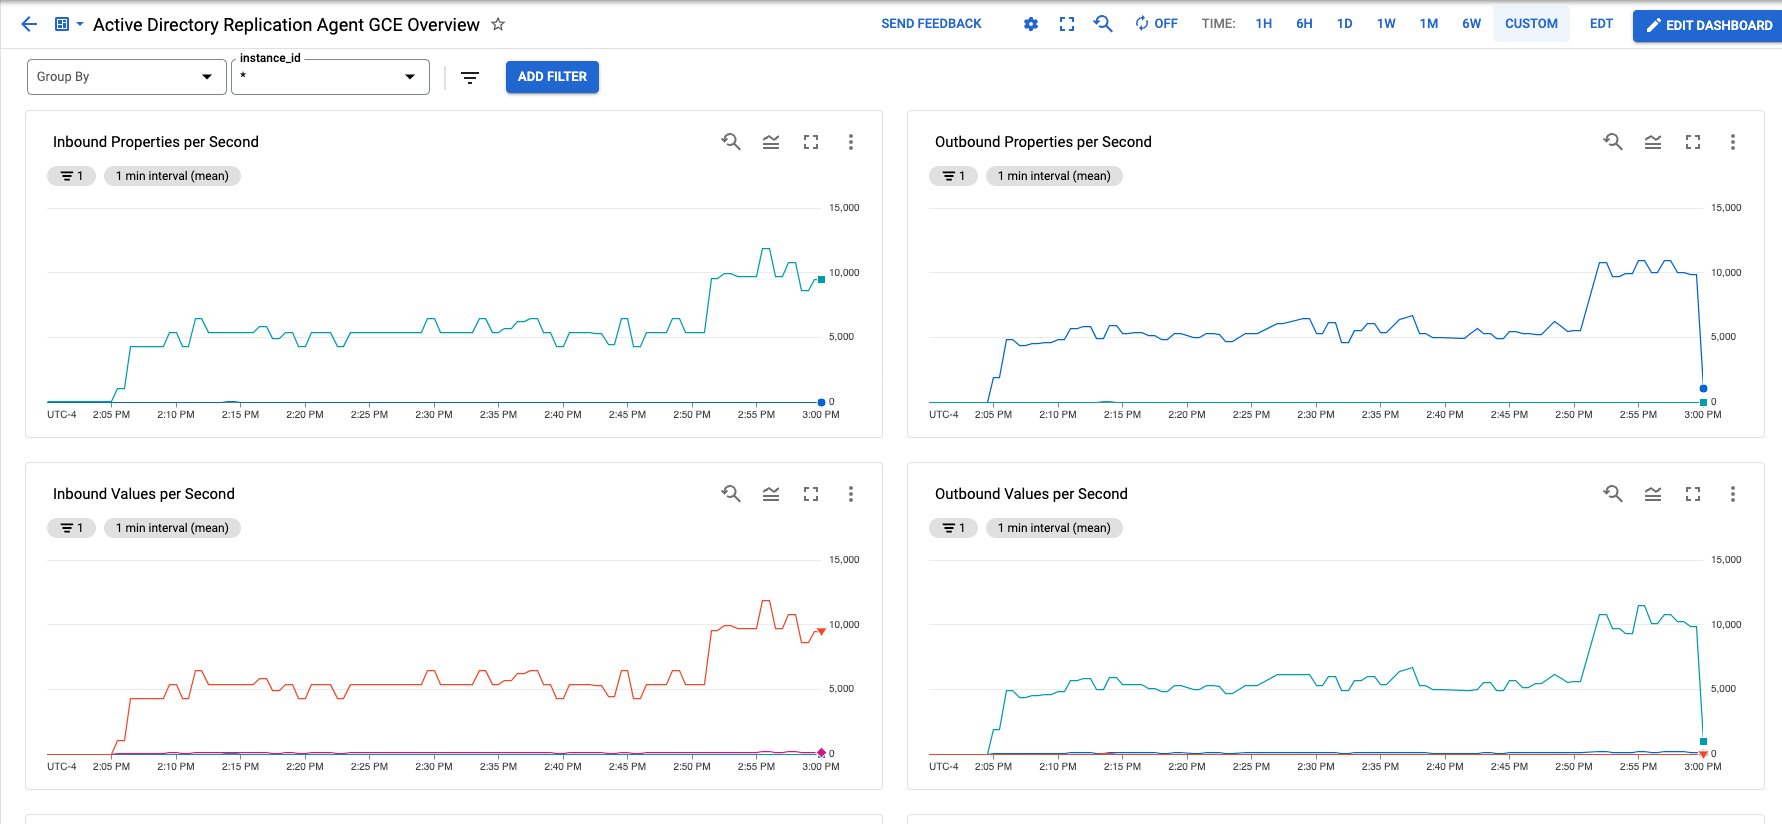 Active Directory Replication Agent GCE Overview
SEND FEEDBACK
OFF
TIME:
1H
6H
1D
1W
1M
6W
CUSTOM
EDT
EDIT DASHBOARD
Group By
instance_id
*
ADD FILTER
Inbound Properties per Second
1
1 min interval (mean)
15,000
10,000
5,000
0
UTC-4 2:05 PM 2:10 PM 2:15 PM 2:20 PM 2:25 PM 2:30 PM 2:35 PM 2:40 PM 2:45 PM 2:50 PM 2:55 PM 3:00 PM
Outbound Properties per Second
1
1 min interval (mean)
15,000
10,000
5,000
0
UTC-4 2:05 PM 2:10 PM 2:15 PM 2:20 PM 2:25 PM 2:30 PM 2:35 PM 2:40 PM 2:45 PM 2:50 PM 2:55 PM 3:00 PM
Inbound Values per Second
1
1 min interval (mean)
15,000
10,000
5,000
0
UTC-4 2:05 PM 2:10 PM 2:15 PM 2:20 PM 2:25 PM 2:30 PM 2:35 PM 2:40 PM 2:45 PM 2:50 PM 2:55 PM 3:00 PM
Outbound Values per Second
1
1 min interval (mean)
15,000
10,000
5,000
0
UTC-4 2:05 PM 2:10 PM 2:15 PM 2:20 PM 2:25 PM 2:30 PM 2:35 PM 2:40 PM 2:45 PM 2:50 PM 2:55 PM 3:00 PM